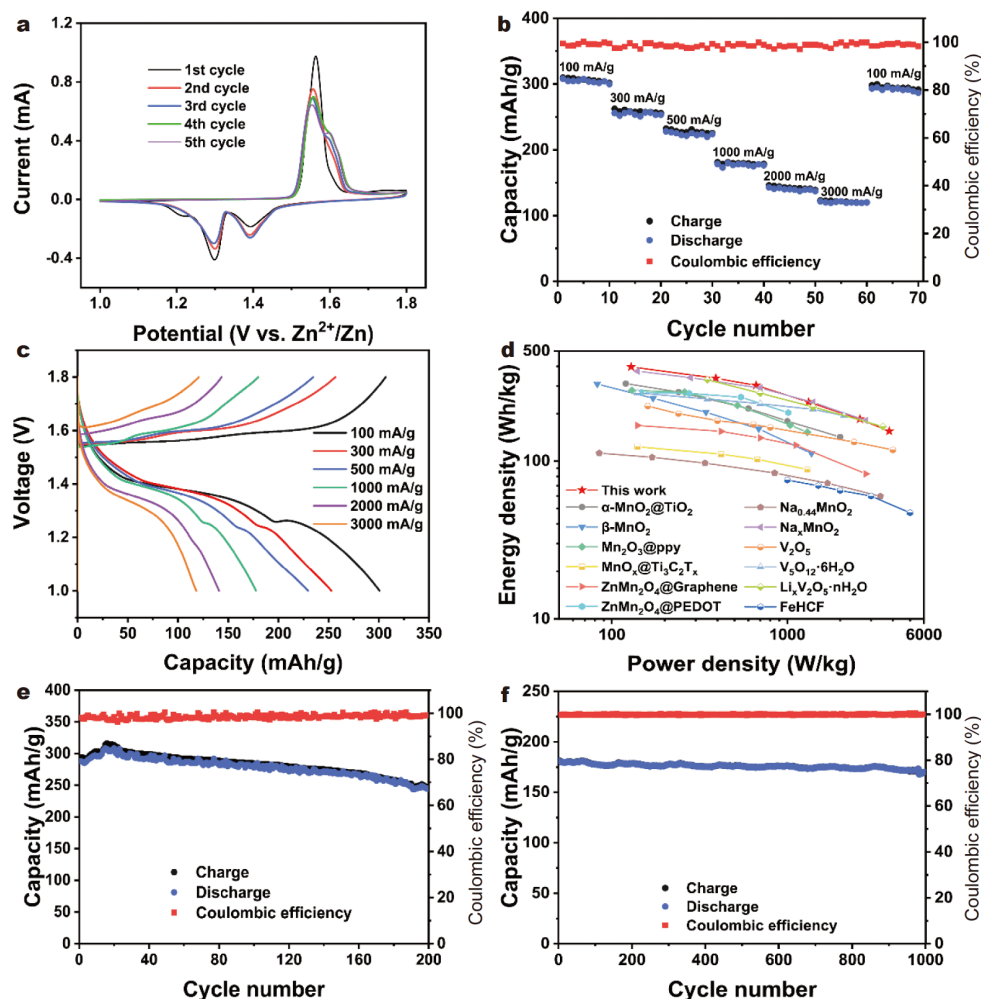 a
1.2
0.8
0.4
0.0
-0.4
Current (mA)
1st cycle
2nd cycle
3rd cycle
4th cycle
5th cycle
1.0 1.2 1.4 1.6 1.8
Potential (V vs. Zn²⁺/Zn)
b
400
300
200
100
0
Capacity (mAh/g)
100 mA/g
300 mA/g
500 mA/g
1000 mA/g
2000 mA/g
3000 mA/g
100 mA/g
Charge
Discharge
Coulombic efficiency
100
80
60
40
20
0
Coulombic efficiency (%)
0 10 20 30 40 50 60 70
Cycle number
c
1.8
1.6
1.4
1.2
1.0
Voltage (V)
100 mA/g
300 mA/g
500 mA/g
1000 mA/g
2000 mA/g
3000 mA/g
0 50 100 150 200 250 300 350
Capacity (mAh/g)
d
500
100
10
Energy density (Wh/kg)
This work
α-MnO₂@TiO₂
β-MnO₂
Mn₂O₃@ppy
MnOₓ@Ti₃C₂Tₓ
ZnMn₂O₄@Graphene
ZnMn₂O₄@PEDOT
Na₀.₄₄MnO₂
NaₓMnO₂
V₂O₅
V₅O₁₂·6H₂O
LiₓV₂O₅·nH₂O
FeHCF
100 1000 6000
Power density (W/kg)
e
400
350
300
250
200
150
100
50
0
Capacity (mAh/g)
Charge
Discharge
Coulombic efficiency
100
80
60
40
20
0
Coulombic efficiency (%)
0 40 80 120 160 200
Cycle number
f
250
225
200
175
150
125
100
75
50
25
0
Capacity (mAh/g)
Charge
Discharge
Coulombic efficiency
100
80
60
40
20
0
Coulombic efficiency (%)
0 200 400 600 800 1000
Cycle number